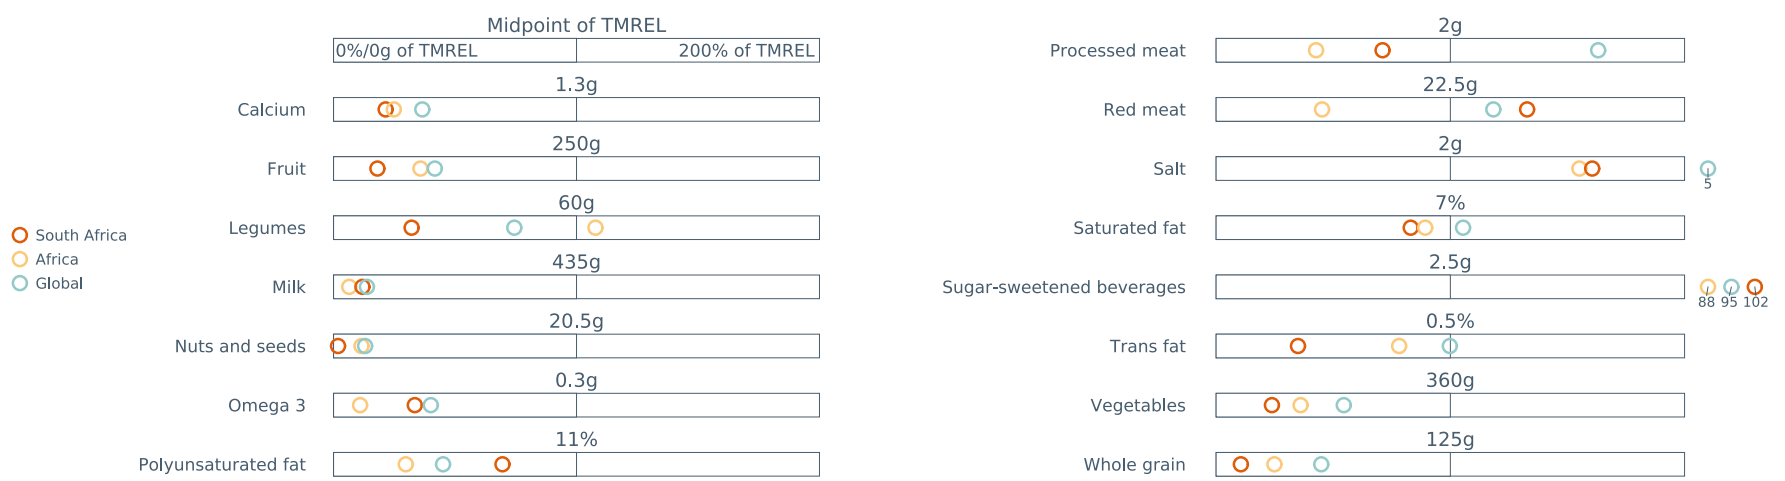 Midpoint of TMREL
0%/0g of TMREL 200% of TMREL
1.3g
Calcium
250g
Fruit
60g
Legumes
435g
Milk
20.5g
Nuts and seeds
0.3g
Omega 3
11%
Polyunsaturated fat
South Africa
Africa
Global
2g
Processed meat
22.5g
Red meat
2g
Salt
5
7%
Saturated fat
2.5g
Sugar-sweetened beverages
88 95 102
0.5%
Trans fat
360g
Vegetables
125g
Whole grain